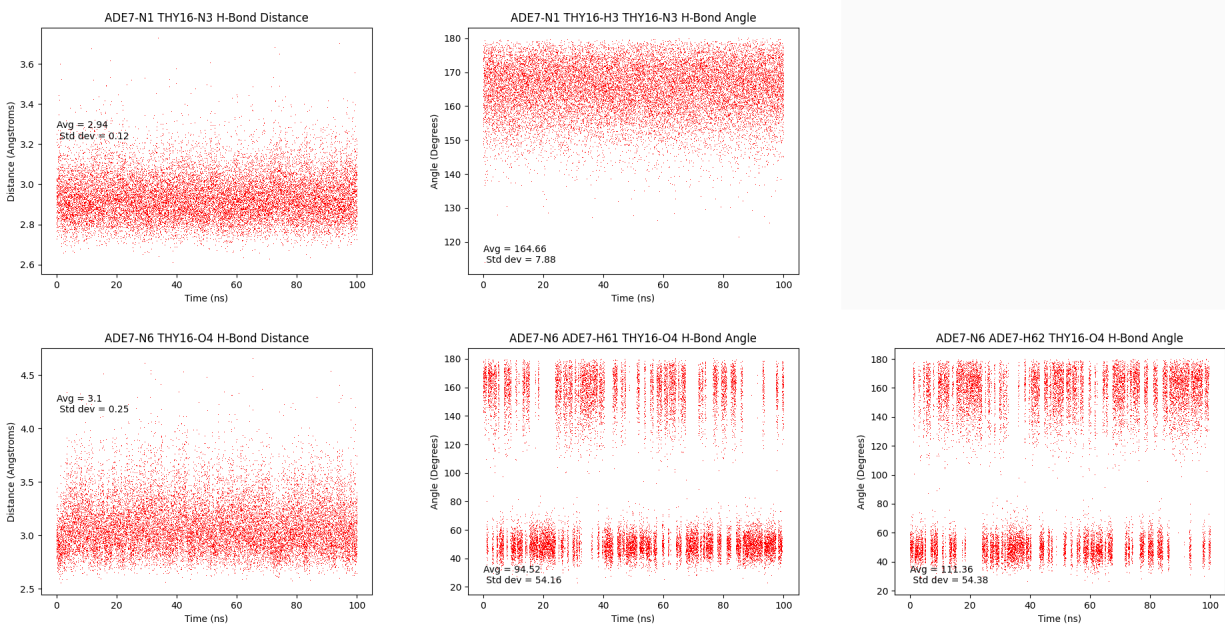 ADE7-N1 THY16-N3 H-Bond Distance
Distance (Angstroms)
3.6
3.4
3.2
3.0
2.8
2.6
Avg = 2.94
Std dev = 0.12
0 20 40 60 80 100
Time (ns)
ADE7-N1 THY16-H3 THY16-N3 H-Bond Angle
Angle (Degrees)
180
170
160
150
140
130
120
Avg = 164.66
Std dev = 7.88
0 20 40 60 80 100
Time (ns)
ADE7-N6 THY16-O4 H-Bond Distance
Distance (Angstroms)
4.5
4.0
3.5
3.0
2.5
Avg = 3.1
Std dev = 0.25
0 20 40 60 80 100
Time (ns)
ADE7-N6 ADE7-H61 THY16-O4 H-Bond Angle
Angle (Degrees)
180
160
140
120
100
80
60
40
20
Avg = 94.52
Std dev = 54.16
0 20 40 60 80 100
Time (ns)
ADE7-N6 ADE7-H62 THY16-O4 H-Bond Angle
Angle (Degrees)
180
160
140
120
100
80
60
40
20
Avg = 111.36
Std dev = 54.38
0 20 40 60 80 100
Time (ns)